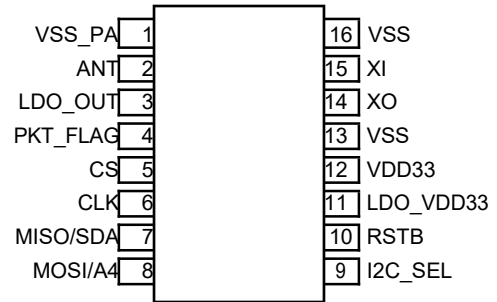 VSS_PA 1 16 VSS
ANT 2 15 XI
LDO_OUT 3 14 XO
PKT_FLAG 4 13 VSS
CS 5 12 VDD33
CLK 6 11 LDO_VDD33
MISO/SDA 7 10 RSTB
MOSI/A4 8 9 I2C_SEL